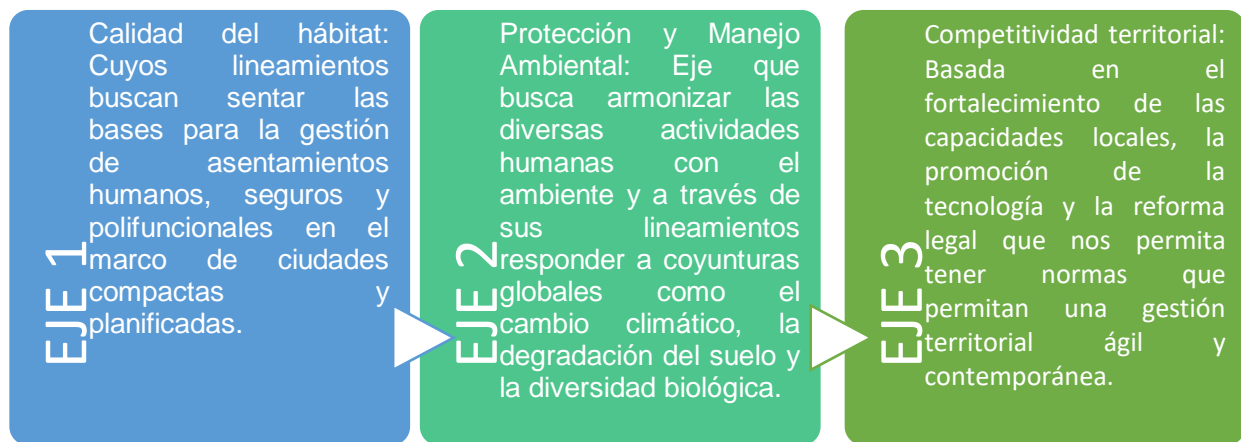 EJE 1
Calidad del hábitat:
Cuyos lineamientos
buscan sentar las
bases para la gestión
de asentamientos
humanos, seguros y
polifuncionales en el
marco de ciudades
compactas y
planificadas.
EJE 2
Protección y Manejo
Ambiental: Eje que
busca armonizar las
diversas actividades
humanas con el
ambiente y a través de
sus lineamientos
responder a coyunturas
globales como el
cambio climático, la
degradación del suelo y
la diversidad biológica.
EJE 3
Competitividad territorial:
Basada en el
fortalecimiento de las
capacidades locales, la
promoción de la
tecnología y la reforma
legal que nos permita
tener normas que
permitan una gestión
territorial ágil y
contemporánea.